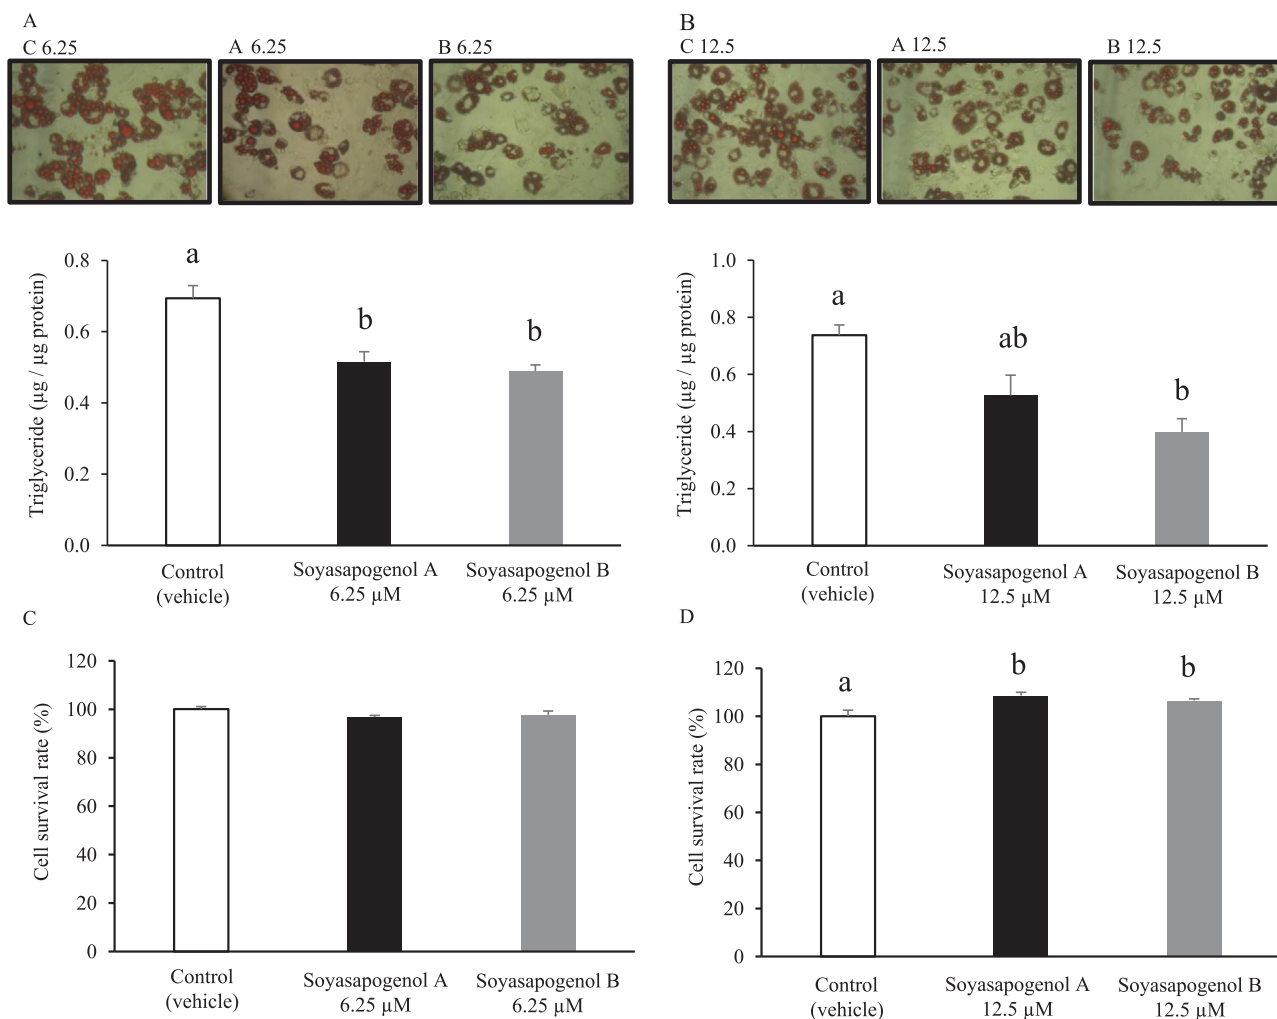 A
C 6.25
A 6.25
B 6.25
Triglyceride (µg / µg protein)
0.8
0.6
0.4
0.2
0.0
a
b
b
Control
(vehicle)
Soyasapogenol A
6.25 µM
Soyasapogenol B
6.25 µM
B
C 12.5
A 12.5
B 12.5
Triglyceride (µg / µg protein)
1.0
0.8
0.6
0.4
0.2
0.0
a
ab
b
Control
(vehicle)
Soyasapogenol A
12.5 µM
Soyasapogenol B
12.5 µM
C
Cell survival rate (%)
120
100
80
60
40
20
0
Control
(vehicle)
Soyasapogenol A
6.25 µM
Soyasapogenol B
6.25 µM
D
Cell survival rate (%)
120
100
80
60
40
20
0
a
b
b
Control
(vehicle)
Soyasapogenol A
12.5 µM
Soyasapogenol B
12.5 µM